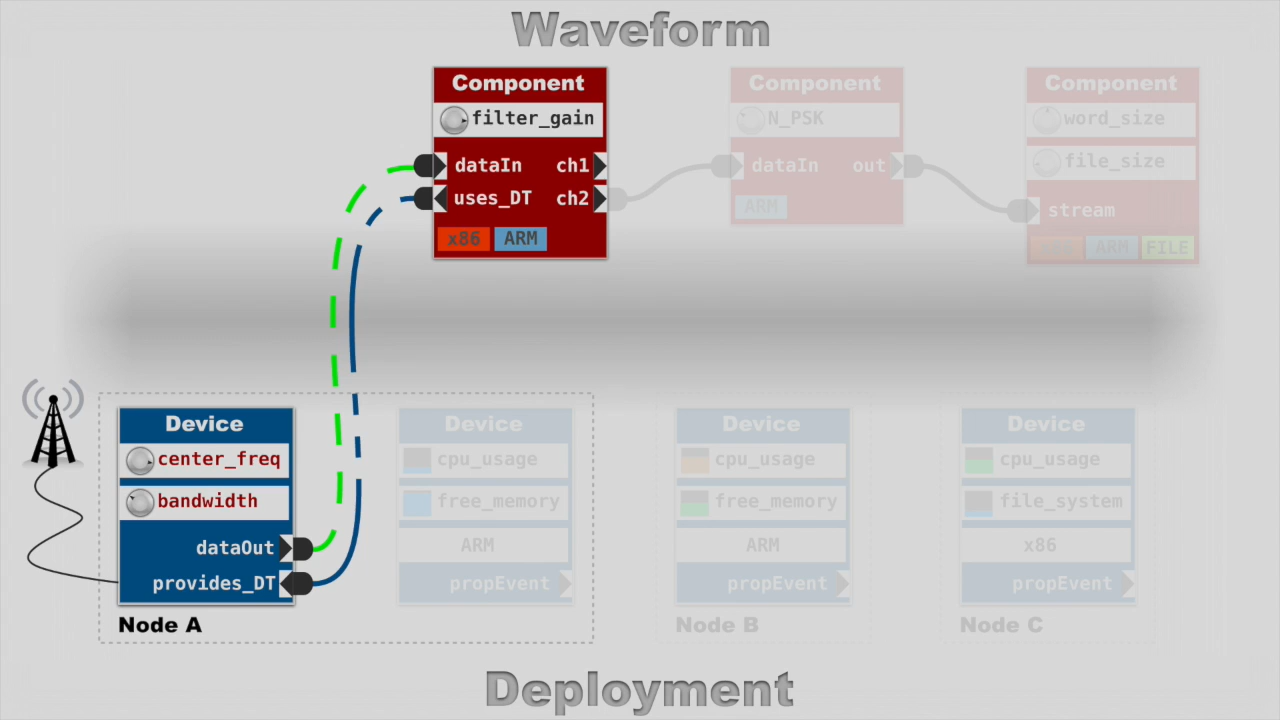 Waveform
Component
filter_gain
dataIn ch1
uses_DT ch2
x86 ARM
Component
N_PSK
dataIn out
ARM
Component
word_size
file_size
stream
x86 ARM FILE
Device
center_freq
bandwidth
dataOut
provides_DT
Device
cpu_usage
free_memory
ARM
propEvent
Node A
Device
cpu_usage
free_memory
ARM
propEvent
Node B
Device
cpu_usage
file_system
x86
propEvent
Node C
Deployment